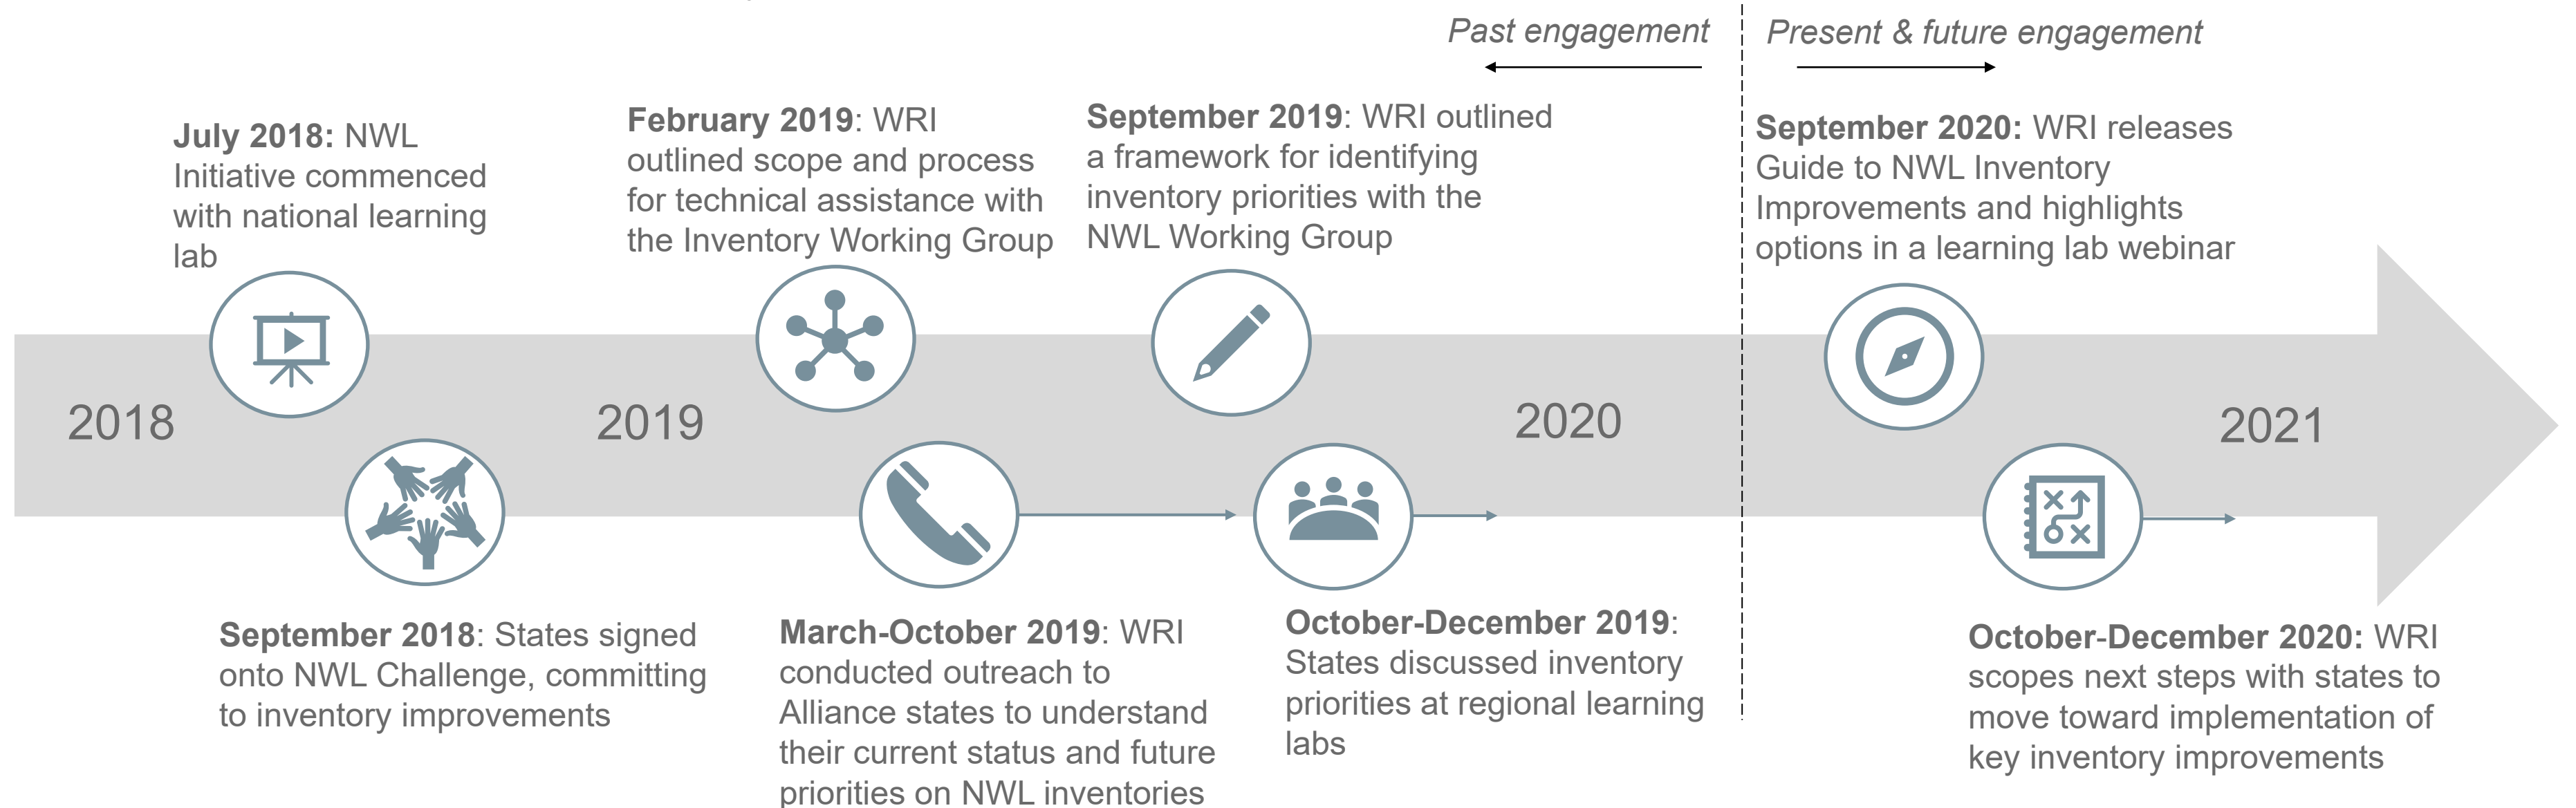 Past engagement
Present & future engagement
July 2018: NWL
Initiative commenced
with national learning
lab
February 2019: WRI
outlined scope and process
for technical assistance with
the Inventory Working Group
September 2019: WRI outlined
a framework for identifying
inventory priorities with the
NWL Working Group
September 2020: WRI releases
Guide to NWL Inventory
Improvements and highlights
options in a learning lab webinar
2018
2019
2020
2021
September 2018: States signed
onto NWL Challenge, committing
to inventory improvements
March-October 2019: WRI
conducted outreach to
Alliance states to understand
their current status and future
priorities on NWL inventories
October-December 2019:
States discussed inventory
priorities at regional learning
labs
October-December 2020: WRI
scopes next steps with states to
move toward implementation of
key inventory improvements